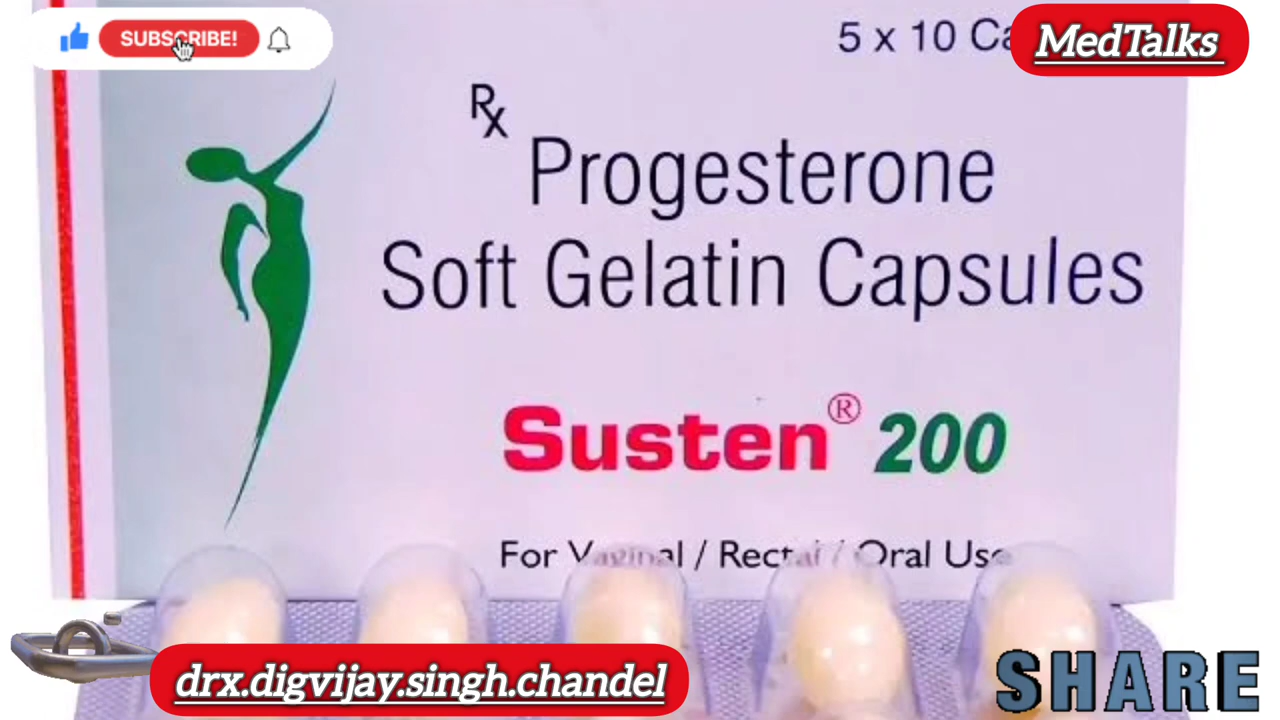 SUBSCRIBE!
5 x 10
MedTalks
Rx
Progesterone
Soft Gelatin Capsules
Susten® 200
For Vaginal / Rectal / Oral Use
drx.digvijay.singh.chandel
SHARE